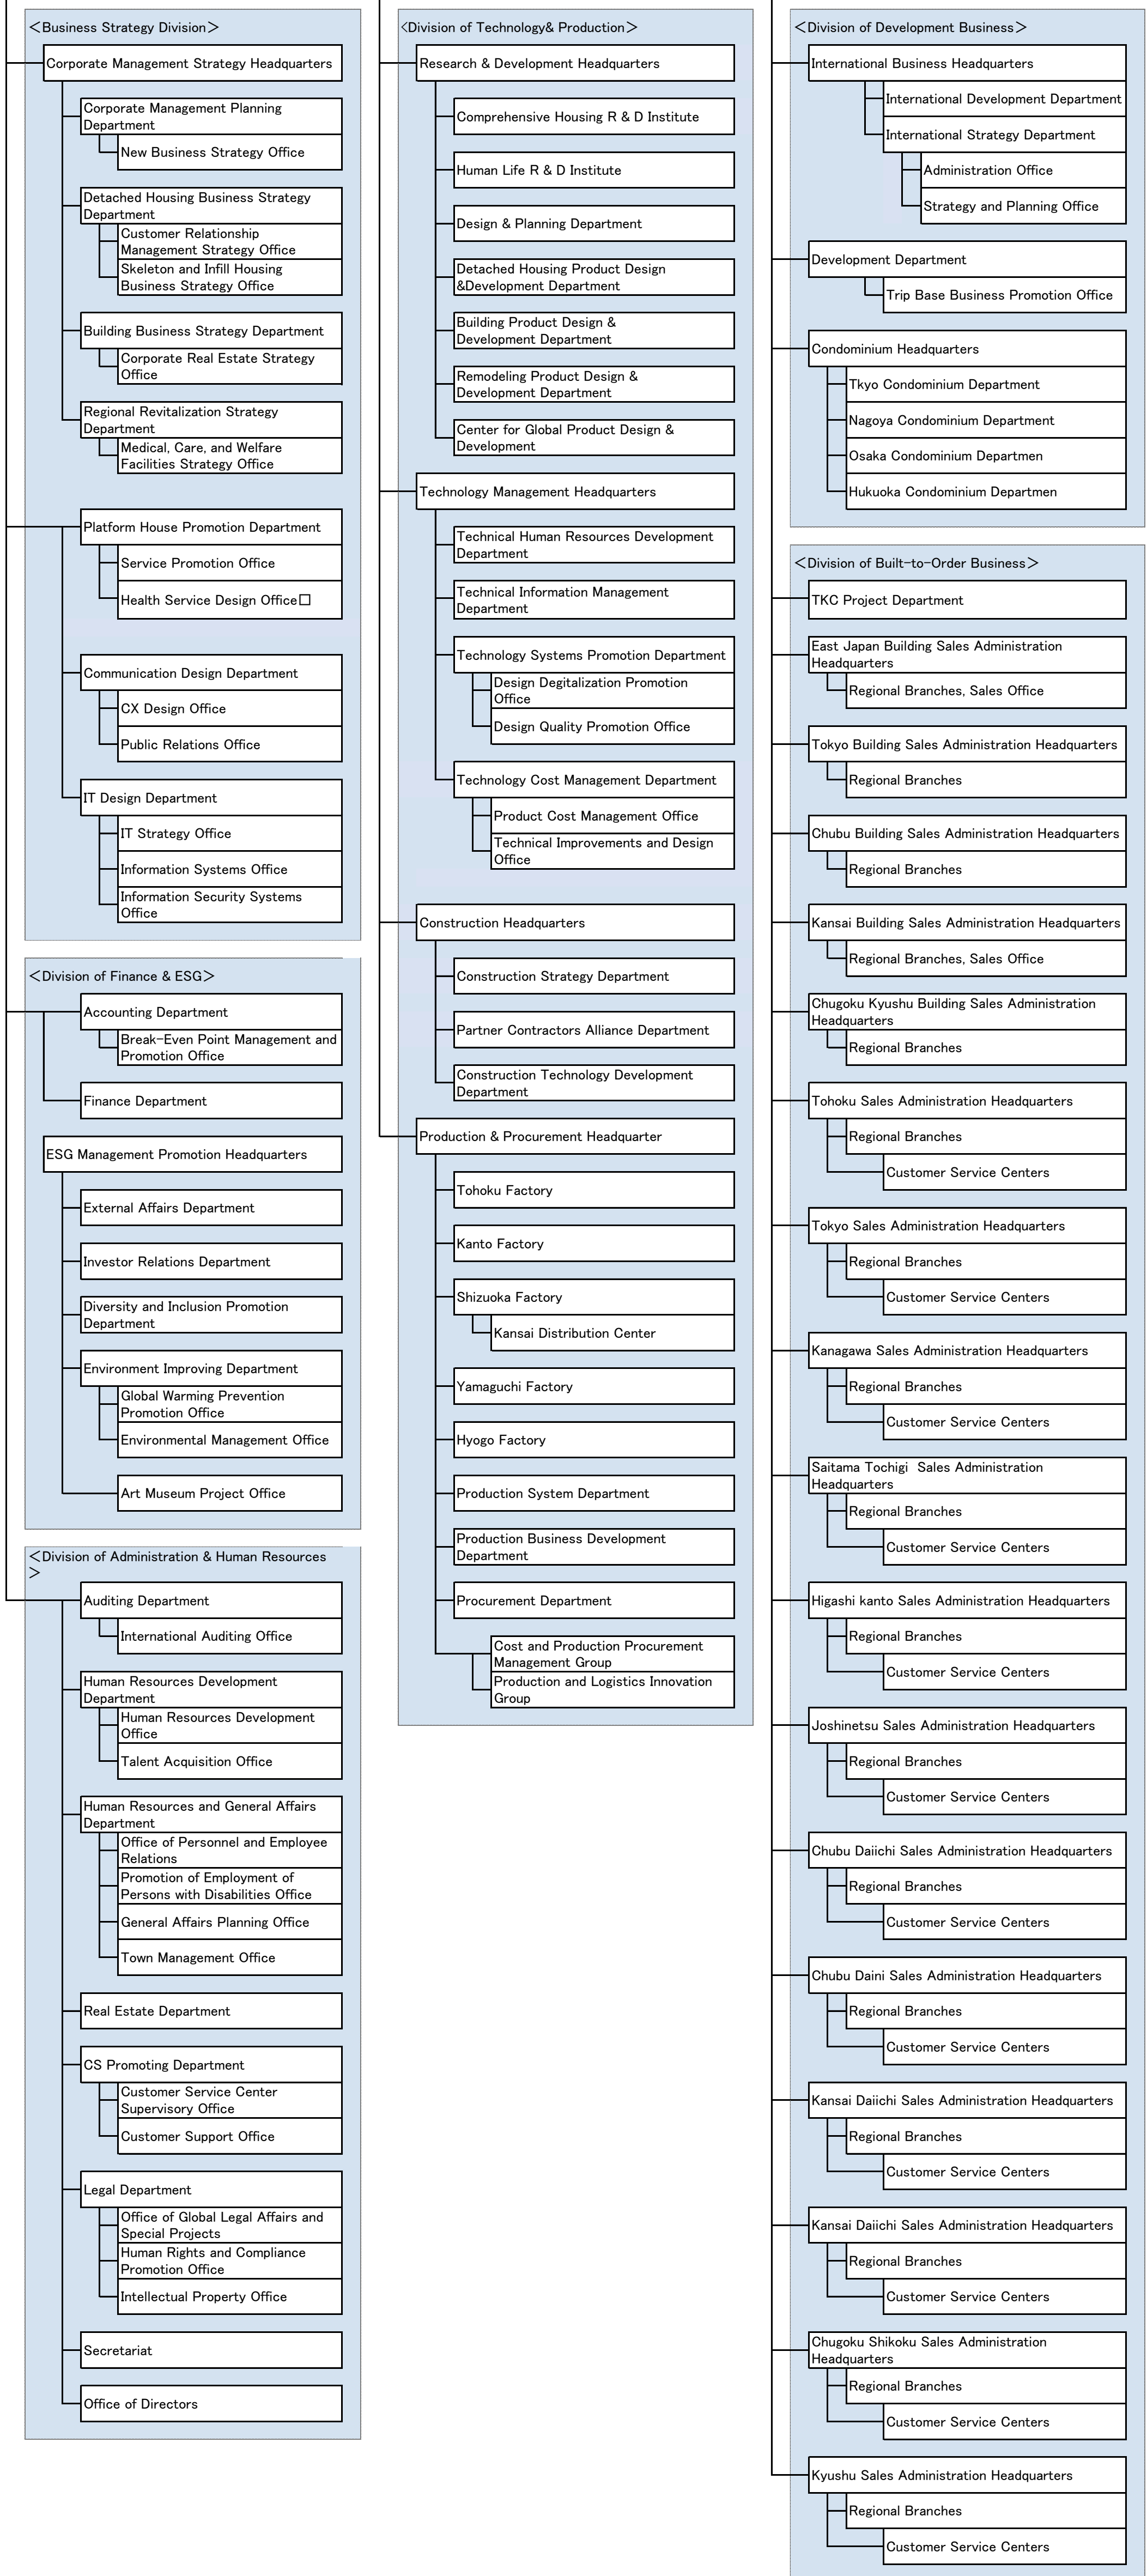 <Business Strategy Division>
Corporate Management Strategy Headquarters
Corporate Management Planning
Department
New Business Strategy Office
Detached Housing Business Strategy
Department
Customer Relationship
Management Strategy Office
Skeleton and Infill Housing
Business Strategy Office
Building Business Strategy Department
Corporate Real Estate Strategy
Office
Regional Revitalization Strategy
Department
Medical, Care, and Welfare
Facilities Strategy Office
Platform House Promotion Department
Service Promotion Office
Health Service Design Office□
Communication Design Department
CX Design Office
Public Relations Office
IT Design Department
IT Strategy Office
Information Systems Office
Information Security Systems
Office
<Division of Finance & ESG>
Accounting Department
Break-Even Point Management and
Promotion Office
Finance Department
ESG Management Promotion Headquarters
External Affairs Department
Investor Relations Department
Diversity and Inclusion Promotion
Department
Environment Improving Department
Global Warming Prevention
Promotion Office
Environmental Management Office
Art Museum Project Office
<Division of Administration & Human Resources
>
Auditing Department
International Auditing Office
Human Resources Development
Department
Human Resources Development
Office
Talent Acquisition Office
Human Resources and General Affairs
Department
Office of Personnel and Employee
Relations
Promotion of Employment of
Persons with Disabilities Office
General Affairs Planning Office
Town Management Office
Real Estate Department
CS Promoting Department
Customer Service Center
Supervisory Office
Customer Support Office
Legal Department
Office of Global Legal Affairs and
Special Projects
Human Rights and Compliance
Promotion Office
Intellectual Property Office
Secretariat
Office of Directors
<Division of Technology& Production>
Research & Development Headquarters
Comprehensive Housing R & D Institute
Human Life R & D Institute
Design & Planning Department
Detached Housing Product Design
&Development Department
Building Product Design &
Development Department
Remodeling Product Design &
Development Department
Center for Global Product Design &
Development
Technology Management Headquarters
Technical Human Resources Development
Department
Technical Information Management
Department
Technology Systems Promotion Department
Design Degitalization Promotion
Office
Design Quality Promotion Office
Technology Cost Management Department
Product Cost Management Office
Technical Improvements and Design
Office
Construction Headquarters
Construction Strategy Department
Partner Contractors Alliance Department
Construction Technology Development
Department
Production & Procurement Headquarter
Tohoku Factory
Kanto Factory
Shizuoka Factory
Kansai Distribution Center
Yamaguchi Factory
Hyogo Factory
Production System Department
Production Business Development
Department
Procurement Department
Cost and Production Procurement
Management Group
Production and Logistics Innovation
Group
<Division of Development Business>
International Business Headquarters
International Development Department
International Strategy Department
Administration Office
Strategy and Planning Office
Development Department
Trip Base Business Promotion Office
Condominium Headquarters
Tkyo Condominium Department
Nagoya Condominium Department
Osaka Condominium Departmen
Hukuoka Condominium Departmen
<Division of Built-to-Order Business>
TKC Project Department
East Japan Building Sales Administration
Headquarters
Regional Branches, Sales Office
Tokyo Building Sales Administration Headquarters
Regional Branches
Chubu Building Sales Administration Headquarters
Regional Branches
Kansai Building Sales Administration Headquarters
Regional Branches, Sales Office
Chugoku Kyushu Building Sales Administration
Headquarters
Regional Branches
Tohoku Sales Administration Headquarters
Regional Branches
Customer Service Centers
Tokyo Sales Administration Headquarters
Regional Branches
Customer Service Centers
Kanagawa Sales Administration Headquarters
Regional Branches
Customer Service Centers
Saitama Tochigi  Sales Administration
Headquarters
Regional Branches
Customer Service Centers
Higashi kanto Sales Administration Headquarters
Regional Branches
Customer Service Centers
Joshinetsu Sales Administration Headquarters
Regional Branches
Customer Service Centers
Chubu Daiichi Sales Administration Headquarters
Regional Branches
Customer Service Centers
Chubu Daini Sales Administration Headquarters
Regional Branches
Customer Service Centers
Kansai Daiichi Sales Administration Headquarters
Regional Branches
Customer Service Centers
Kansai Daiichi Sales Administration Headquarters
Regional Branches
Customer Service Centers
Chugoku Shikoku Sales Administration
Headquarters
Regional Branches
Customer Service Centers
Kyushu Sales Administration Headquarters
Regional Branches
Customer Service Centers